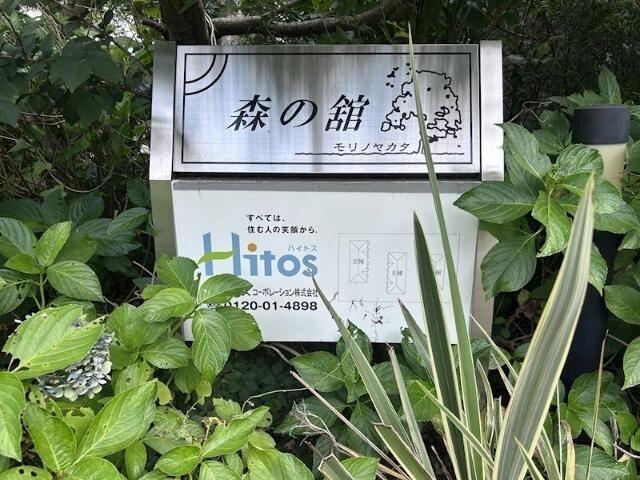 森の舘
モリノヤカタ
すべては、
住む人の笑顔から。
ハイトス
Hitos
コーポレーション株式会社
0120-01-4898